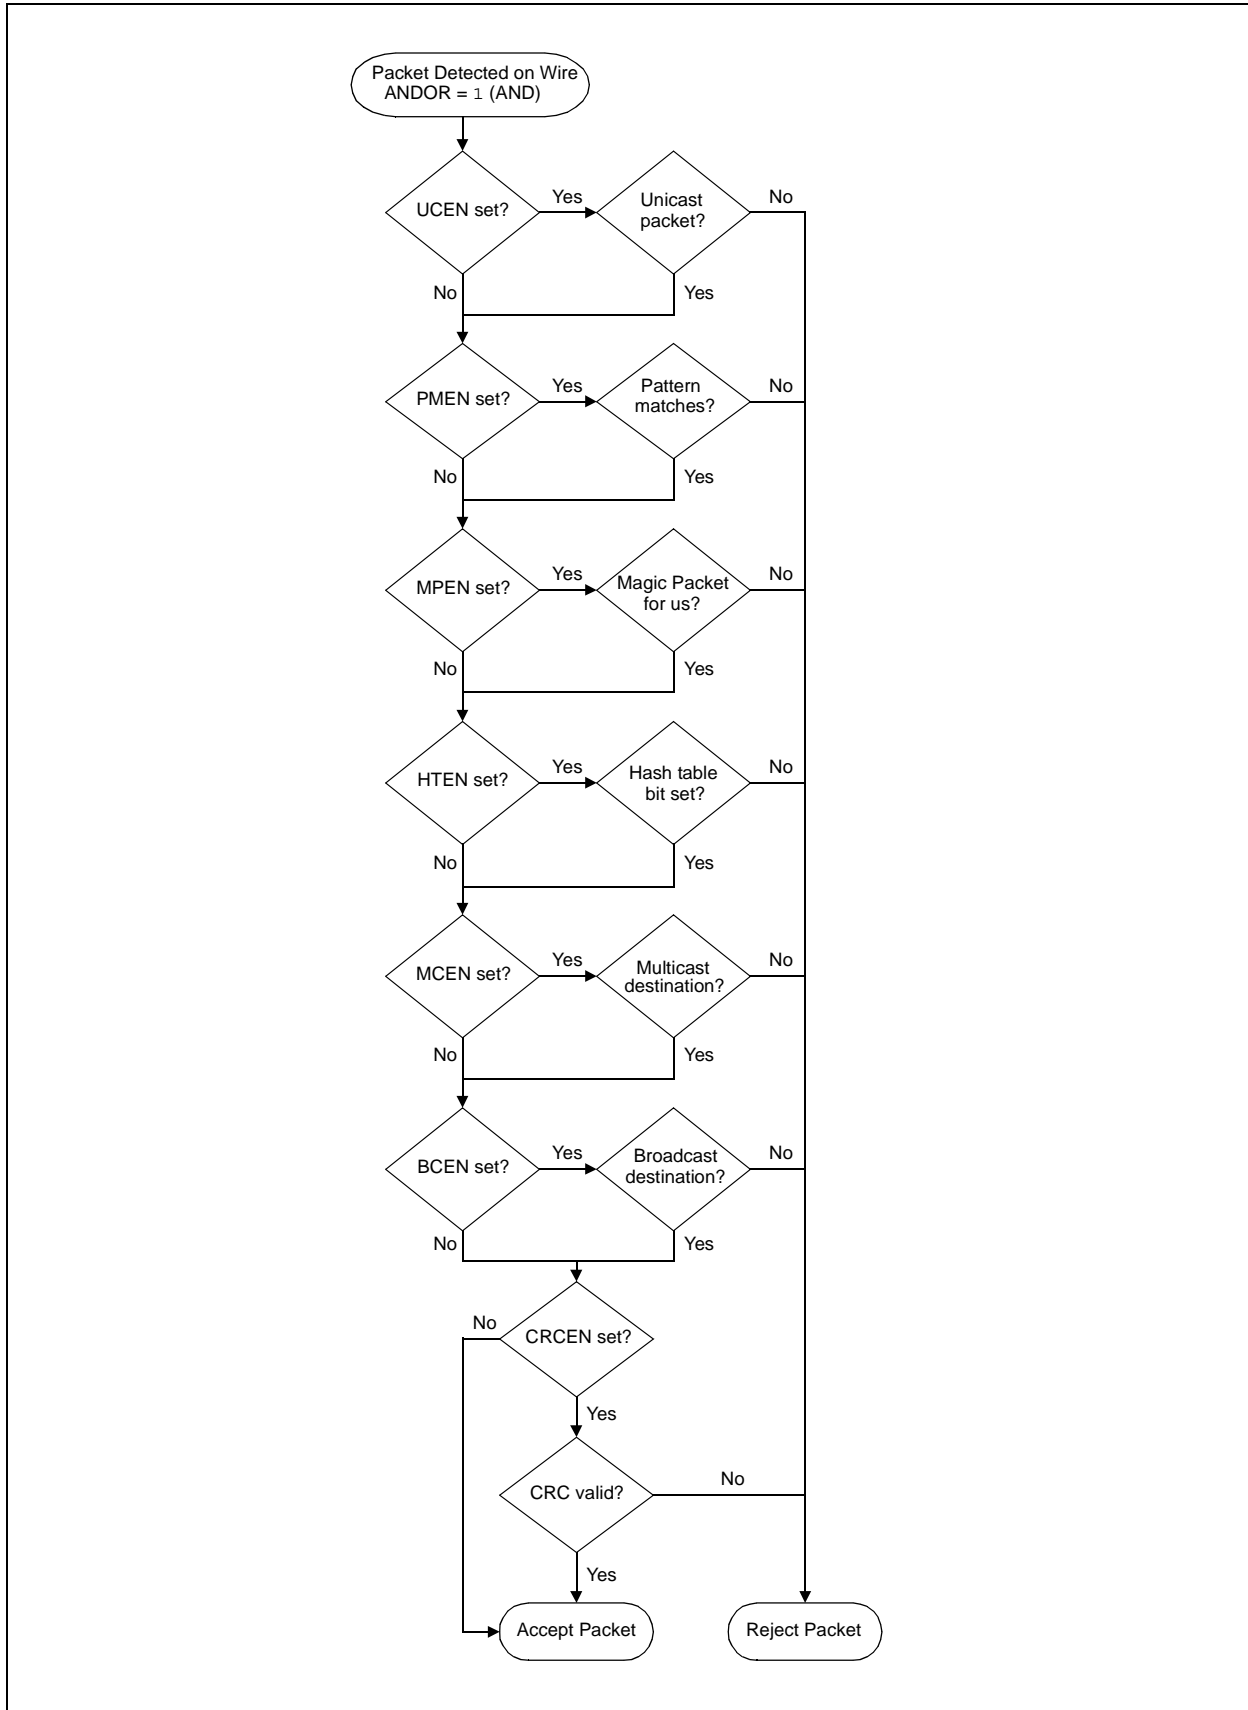 Packet Detected on Wire
ANDOR = 1 (AND)
UCEN set?
Yes
Unicast
packet?
No
No
Yes
PMEN set?
Yes
Pattern
matches?
No
No
Yes
MPEN set?
Yes
Magic Packet
for us?
No
No
Yes
HTEN set?
Yes
Hash table
bit set?
No
No
Yes
MCEN set?
Yes
Multicast
destination?
No
No
Yes
BCEN set?
Yes
Broadcast
destination?
No
No
Yes
No
CRCEN set?
Yes
CRC valid?
No
Yes
Accept Packet
Reject Packet